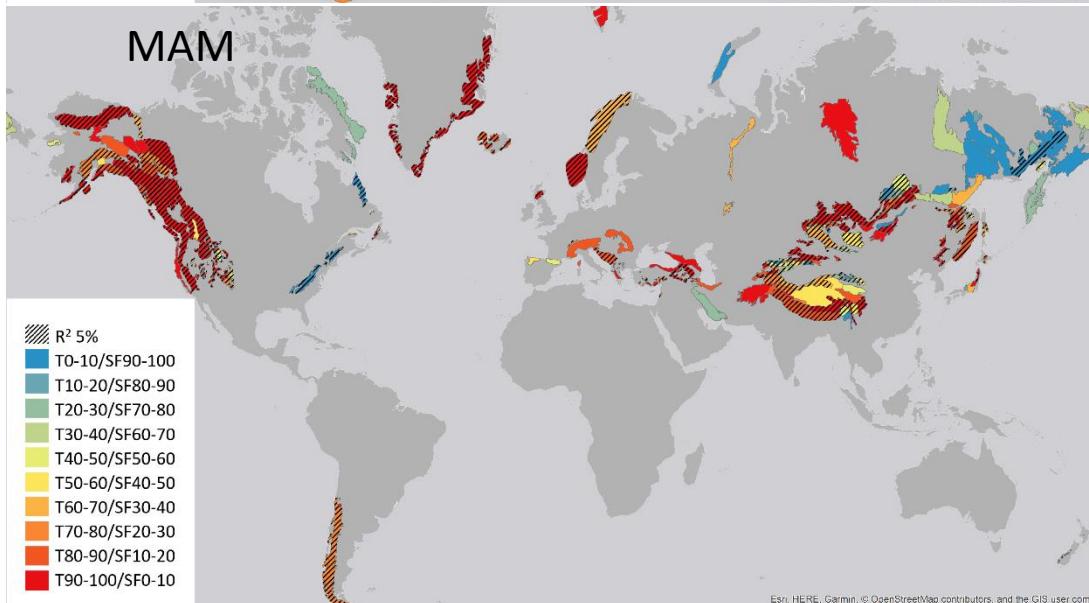 MAM
R² 5%
T0-10/SF90-100
T10-20/SF80-90
T20-30/SF70-80
T30-40/SF60-70
T40-50/SF50-60
T50-60/SF40-50
T60-70/SF30-40
T70-80/SF20-30
T80-90/SF10-20
T90-100/SF0-10
Esri, HERE, Garmin, © OpenStreetMap contributors, and the GIS user com